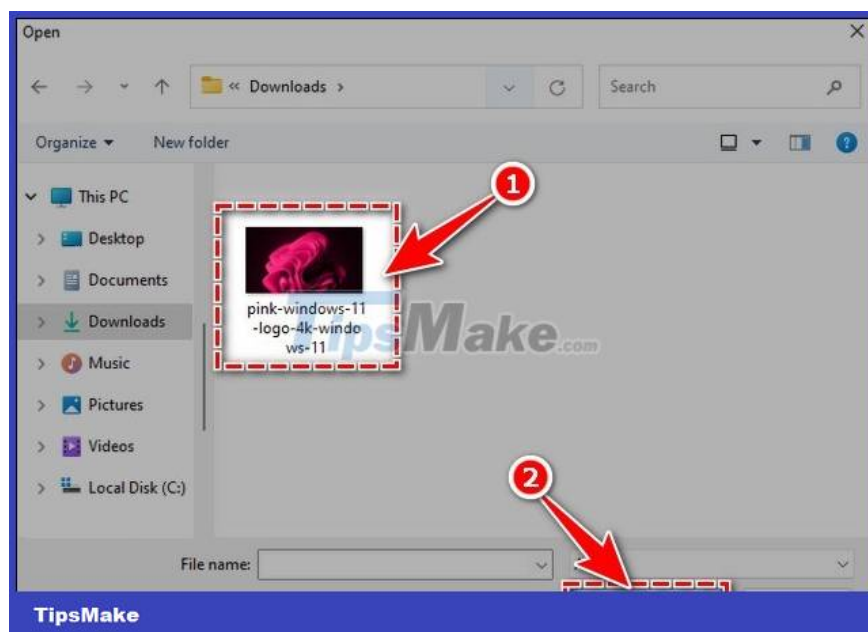 Open
« Downloads >
Search
Organize
New folder
This PC
Desktop
Documents
Downloads
Music
Pictures
Videos
Local Disk (C:)
1
pink-windows-11
-logo-4k-windo
ws-11
TipsMake.com
2
File name:
TipsMake